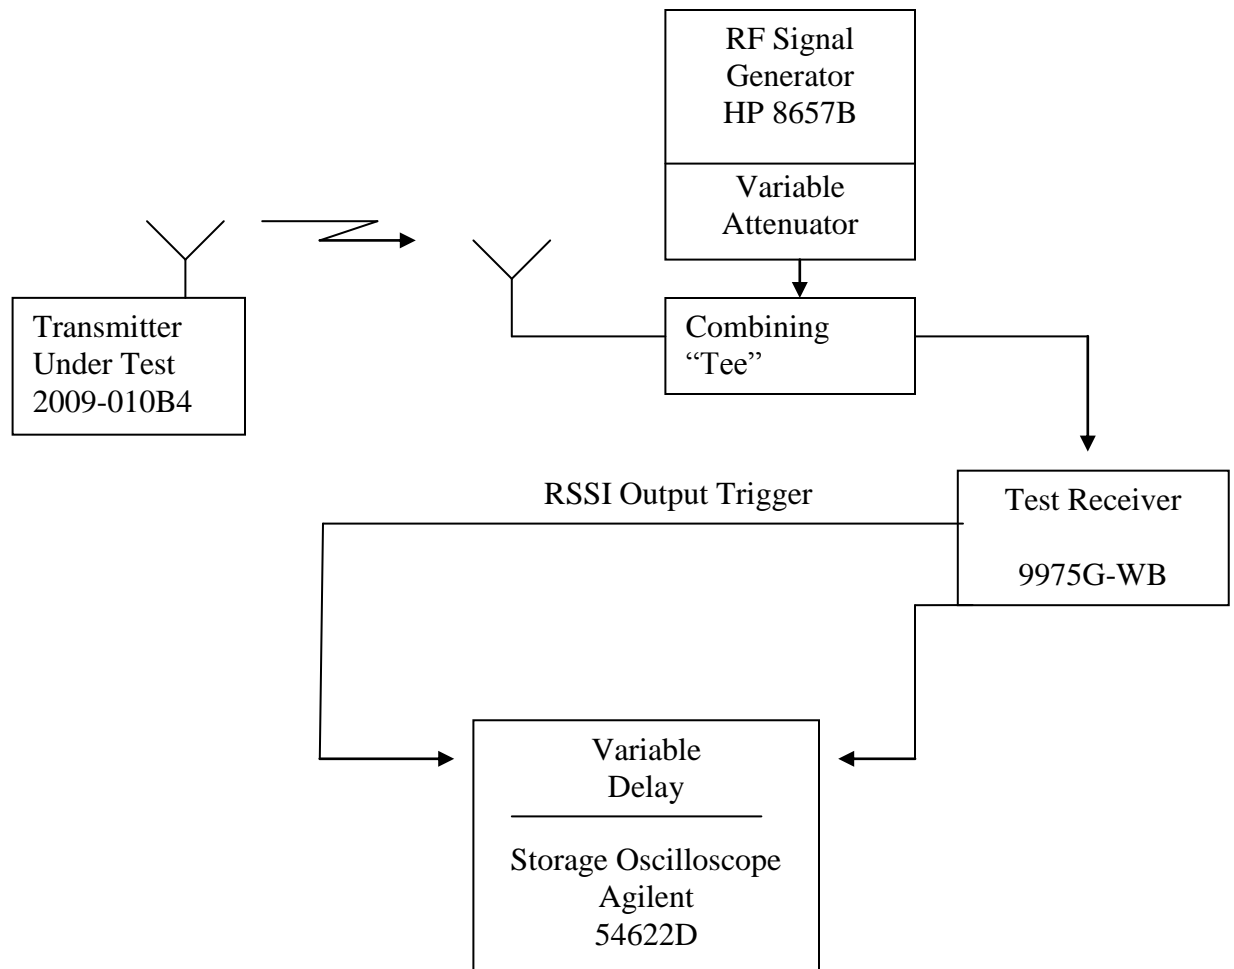 RF Signal
Generator
HP 8657B
Variable
Attenuator
Transmitter
Under Test
2009-010B4
Combining
“Tee”
RSSI Output Trigger
Test Receiver
9975G-WB
Variable
Delay
Storage Oscilloscope
Agilent
54622D